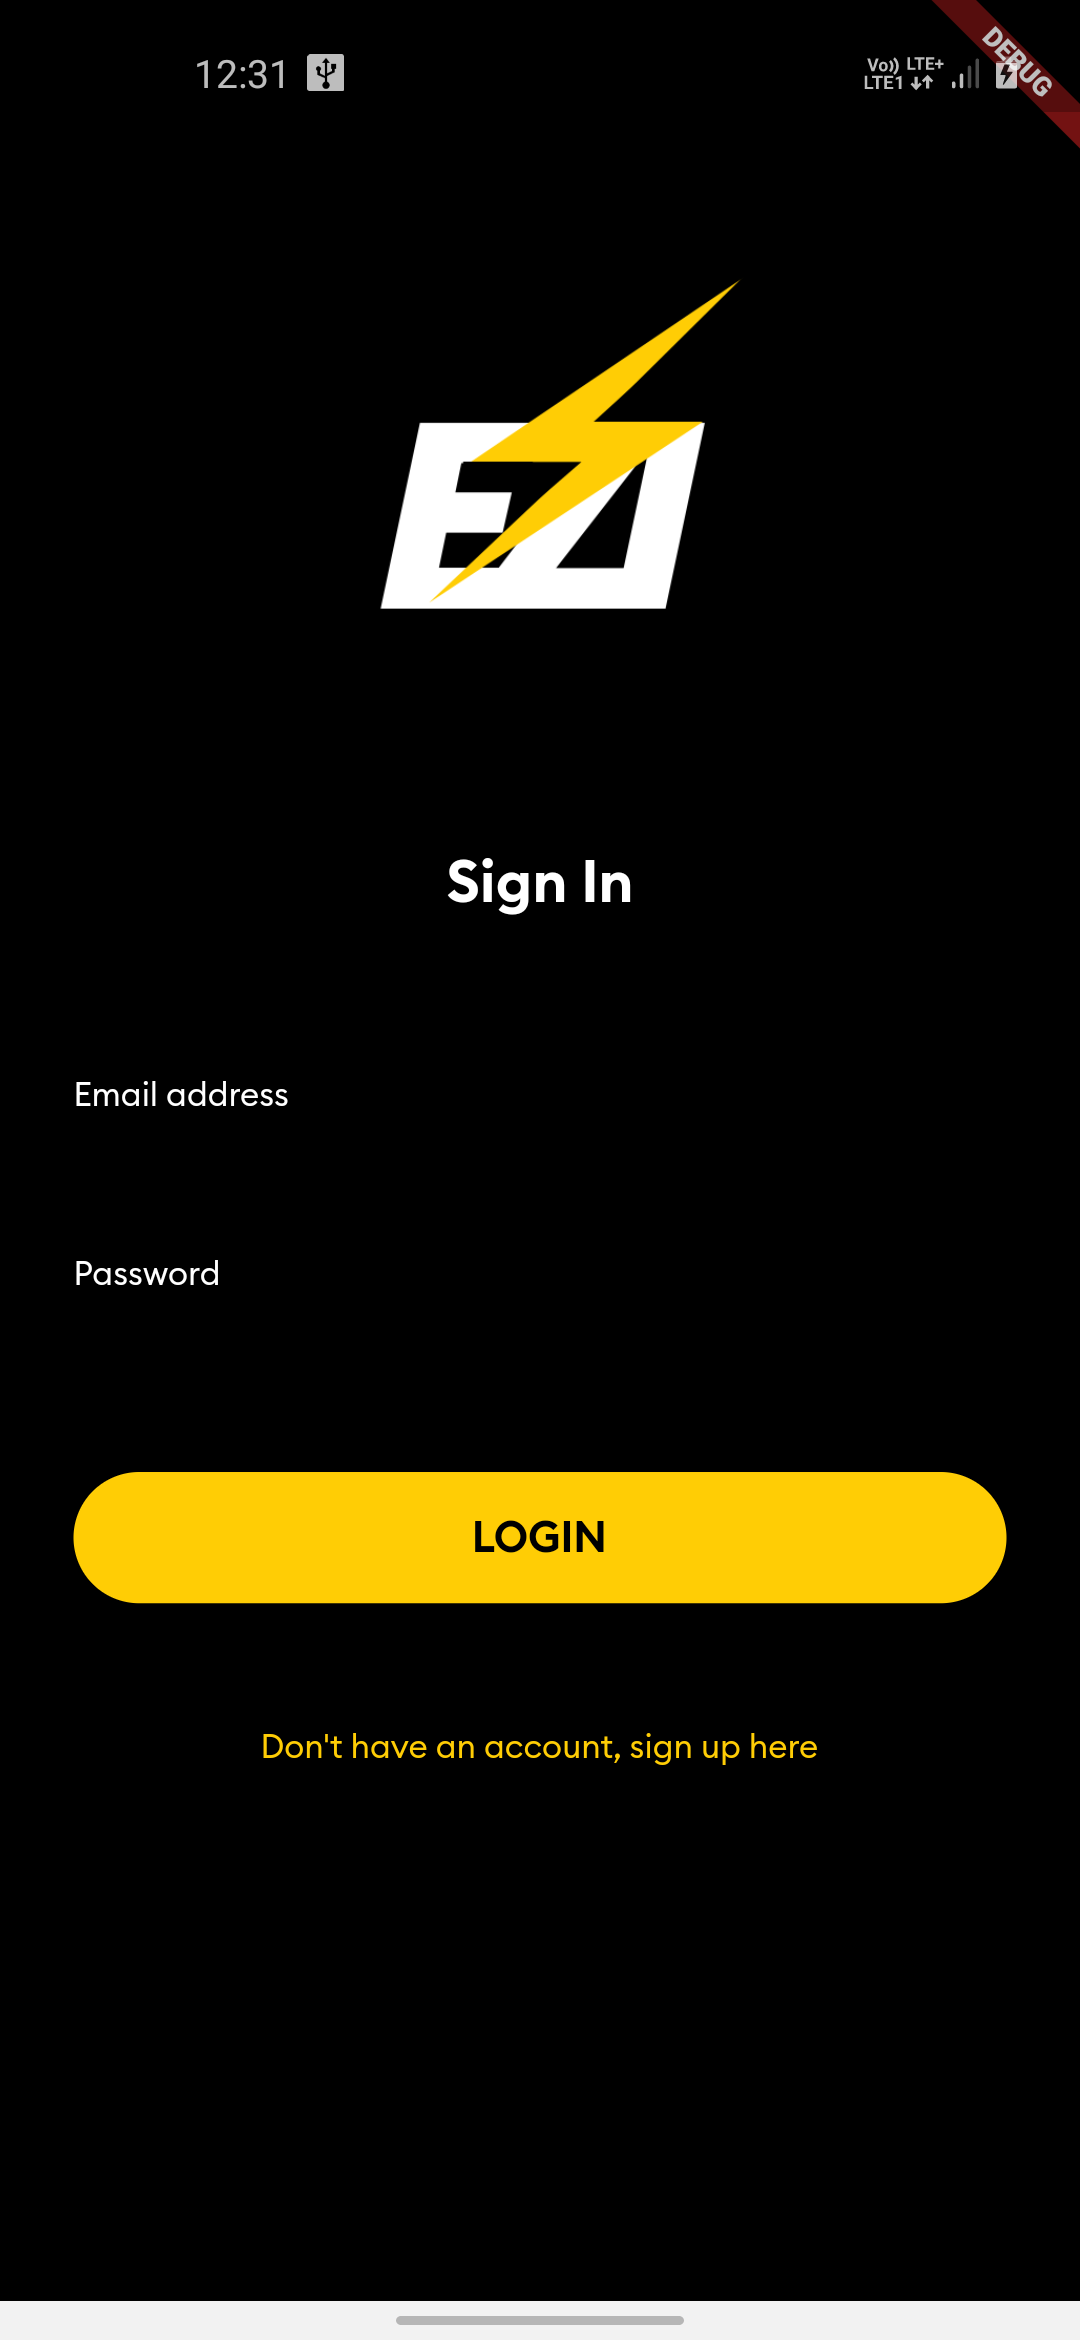 12:31
Vo)) LTE+
LTE1
DEBUG
EZI
Sign In
Email address
Password
LOGIN
Don't have an account, sign up here